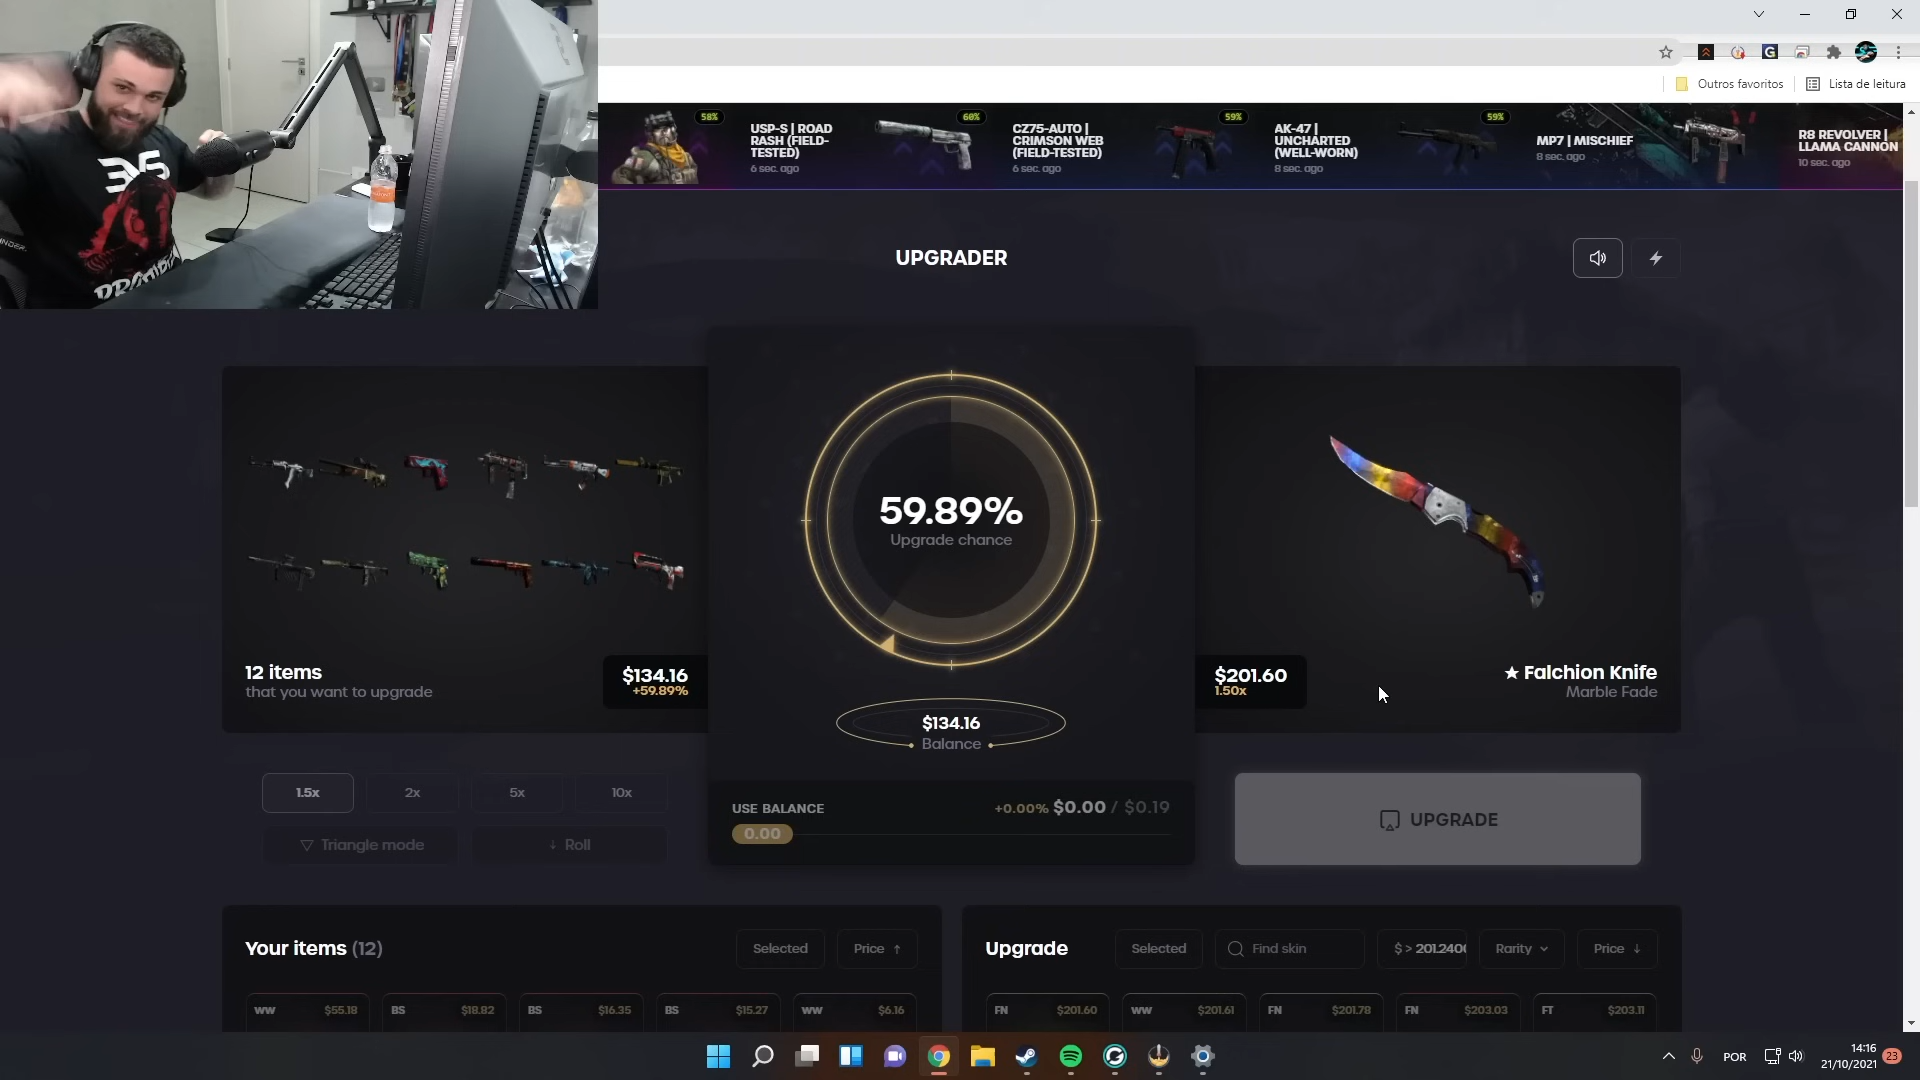 Outros favoritos
Lista de leitura
58%
USP-S | ROAD
RASH (FIELD-
TESTED)
6 sec. ago
60%
CZ75-AUTO |
CRIMSON WEB
(FIELD-TESTED)
6 sec. ago
59%
AK-47 |
UNCHARTED
(WELL-WORN)
8 sec. ago
59%
MP7 | MISCHIEF
8 sec. ago
R8 REVOLVER |
LLAMA CANNON
10 sec. ago
UPGRADER
59.89%
Upgrade chance
12 items
that you want to upgrade
$134.16
+59.89%
$201.60
1.50x
★ Falchion Knife
Marble Fade
$134.16
Balance
1.5x
2x
5x
10x
Triangle mode
Roll
USE BALANCE
+0.00% $0.00 / $0.19
0.00
UPGRADE
Your items (12)
Selected
Price ↑
Upgrade
Selected
Find skin
$ > 201.240
Rarity
Price ↓
WW $55.18
BS $18.82
BS $16.35
BS $15.27
WW $6.16
FN $201.60
WW $201.61
FN $201.78
FN $203.03
FT $203.11
POR
14:16
21/10/2021
23